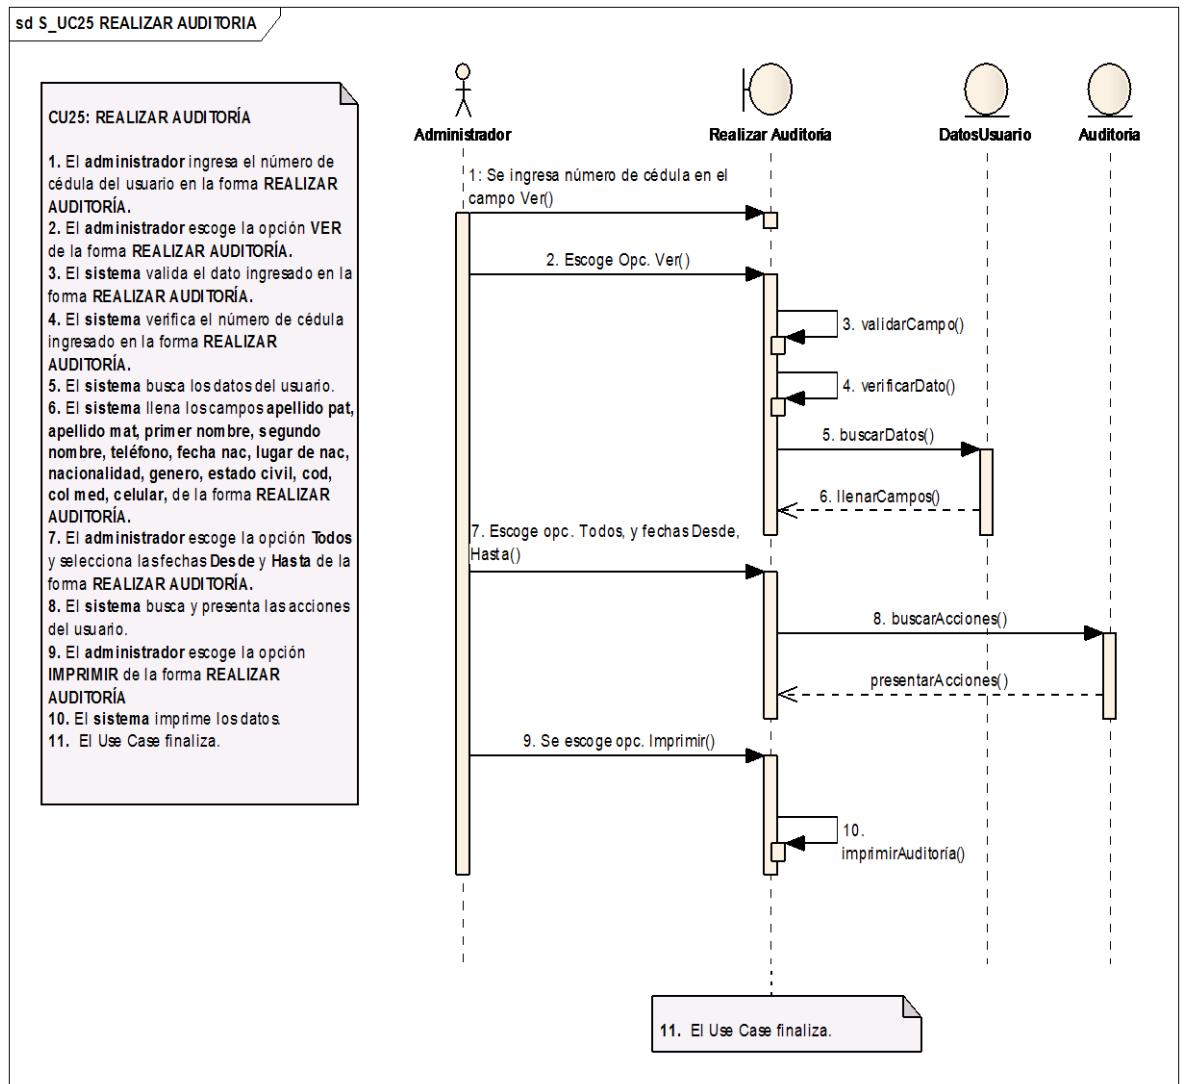 sd S_UC25 REALIZAR AUDITORIA
CU25: REALIZAR AUDITORÍA
1. El administrador ingresa el número de
cédula del usuario en la forma REALIZAR
AUDITORÍA.
2. El administrador escoge la opción VER
de la forma REALIZAR AUDITORÍA.
3. El sistema valida el dato ingresado en la
forma REALIZAR AUDITORÍA.
4. El sistema verifica el número de cédula
ingresado en la forma REALIZAR
AUDITORÍA.
5. El sistema busca los datos del usuario.
6. El sistema llena los campos apellido pat,
apellido mat, primer nombre, segundo
nombre, teléfono, fecha nac, lugar de nac,
nacionalidad, genero, estado civil, cod,
col med, celular, de la forma REALIZAR
AUDITORÍA.
7. El administrador escoge la opción Todos
y selecciona las fechas Desde y Hasta de la
forma REALIZAR AUDITORÍA.
8. El sistema busca y presenta las acciones
del usuario.
9. El administrador escoge la opción
IMPRIMIR de la forma REALIZAR
AUDITORÍA
10. El sistema imprime los datos.
11. El Use Case finaliza.
Administrador
Realizar Auditoría
DatosUsuario
Auditoria
1: Se ingresa número de cédula en el
campo Ver()
2. Escoge Opc. Ver()
3. validarCampo()
4. verificarDato()
5. buscarDatos()
6. llenarCampos()
7. Escoge opc. Todos, y fechas Desde,
Hasta()
8. buscarAcciones()
presentarAcciones()
9. Se escoge opc. Imprimir()
10.
imprimirAuditoría()
11. El Use Case finaliza.